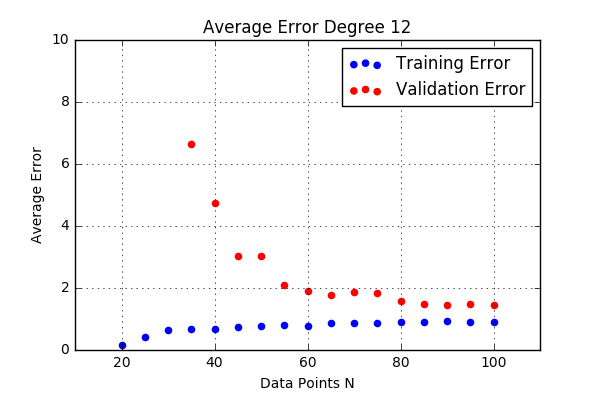 Average Error Degree 12
10
Training Error
Validation Error
8
6
4
2
0
Average Error
20 40 60 80 100
Data Points N